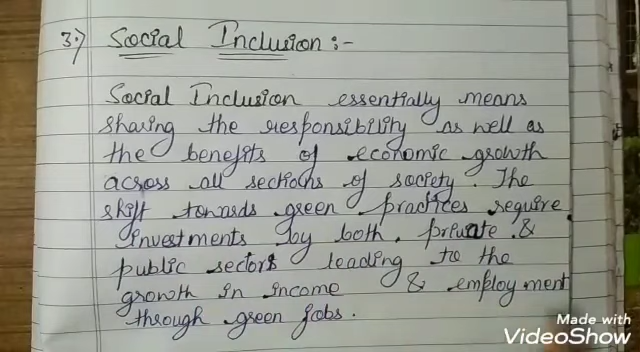 3.) Social Inclusion :-
Social Inclusion essentially means
sharing the responsibility as well as
the benefits of economic growth
across all sections of society. The
shift towards green practices require
investments by both, private &
public sectors leading to the
growth in income & employment
through green jobs.
Made with
VideoShow